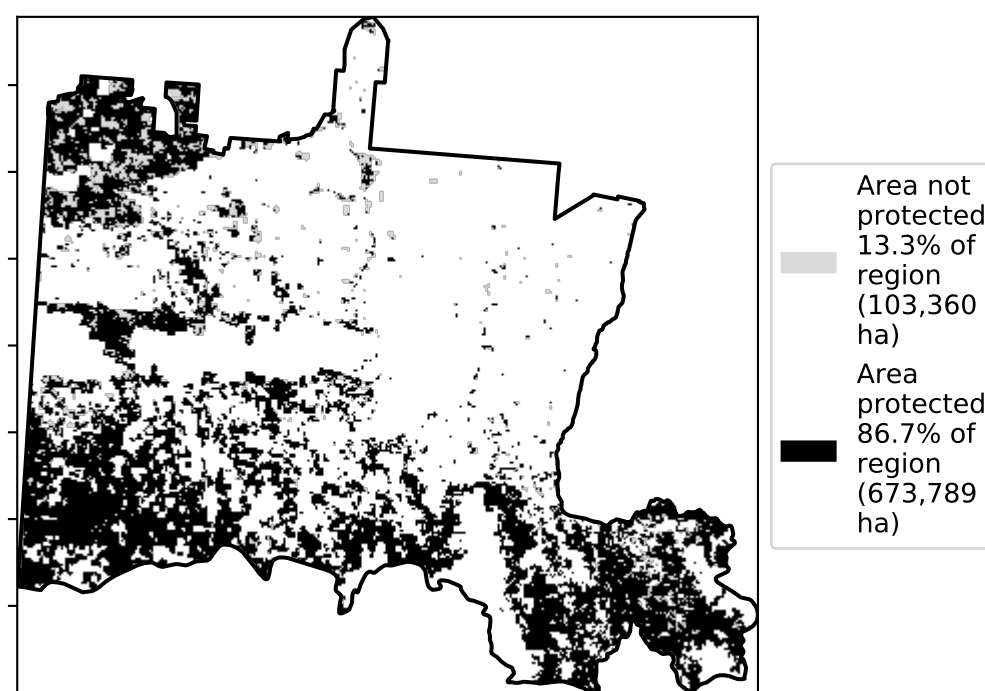 Area not
protected
13.3% of
region
(103,360
ha)
Area
protected
86.7% of
region
(673,789
ha)